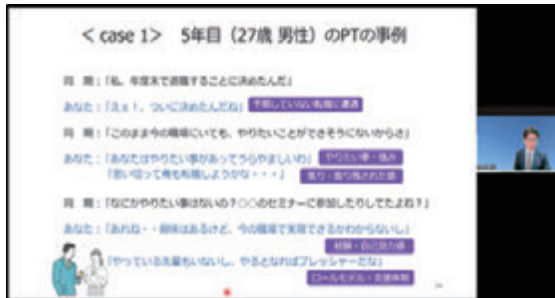 ＜case 1＞　5年目（27歳 男性）のPTの事例
同 期：「私、年度末で退職することに決めたんだ」
あなた：「えぇ！、ついに決めたんだね」 予期していない転機に遭遇
同 期：「このまま今の職場にいても、やりたいことができそうにないからさ」
あなた：「あなたはやりたい事があってうらやましいわ」 やりたい事・強み
「思い切って俺も転職しようかな・・・」 焦り・取り残された感
同 期：「なにかやりたい事はないの？○○のセミナーに参加したりしてたよね？」
あなた：「あれね・・興味はあるけど、今の職場で実現できるかわからないし」
経験・自己効力感
「やっている先輩もいないし、やるとなればプレッシャーだな」
ロールモデル・支援体制